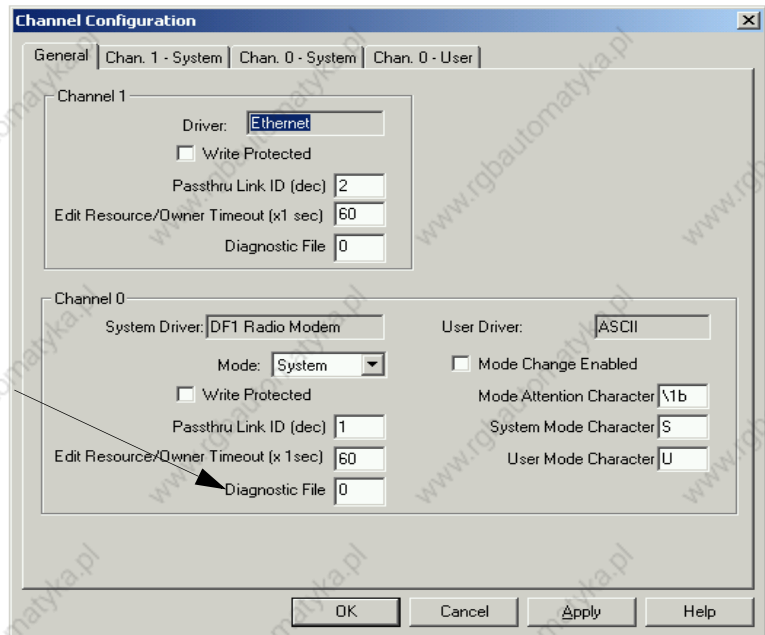 Channel Configuration
General
Chan. 1 - System
Chan. 0 - System
Chan. 0 - User
Channel 1
Driver: Ethernet
Write Protected
Passthru Link ID (dec) 2
Edit Resource/Owner Timeout (x1 sec) 60
Diagnostic File 0
Channel 0
System Driver: DF1 Radio Modem
Mode: System
Write Protected
Passthru Link ID (dec) 1
Edit Resource/Owner Timeout (x 1sec) 60
Diagnostic File 0
User Driver: ASCII
Mode Change Enabled
Mode Attention Character \1b
System Mode Character S
User Mode Character U
OK
Cancel
Apply
Help
www.rgbautomatyka.pl